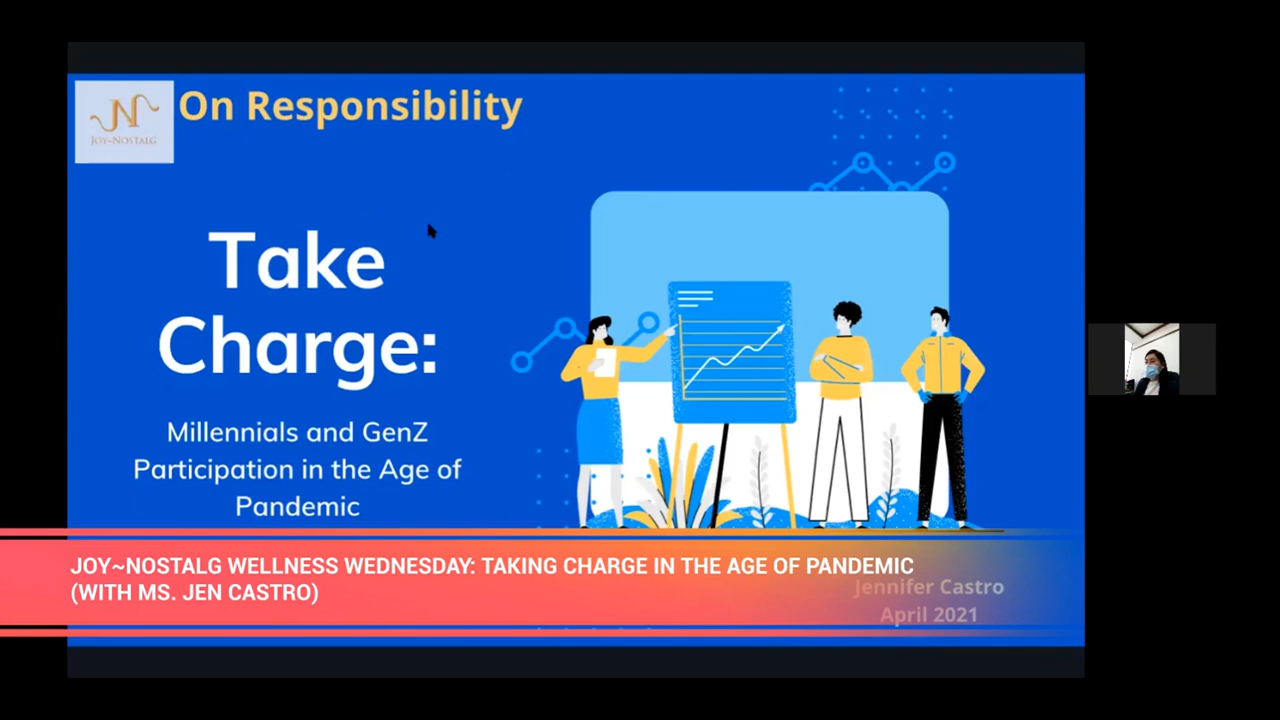 JN
JOY~NOSTALG
On Responsibility
Take
Charge:
Millennials and GenZ
Participation in the Age of
Pandemic
JOY~NOSTALG WELLNESS WEDNESDAY: TAKING CHARGE IN THE AGE OF PANDEMIC
(WITH MS. JEN CASTRO)
Jennifer Castro
April 2021